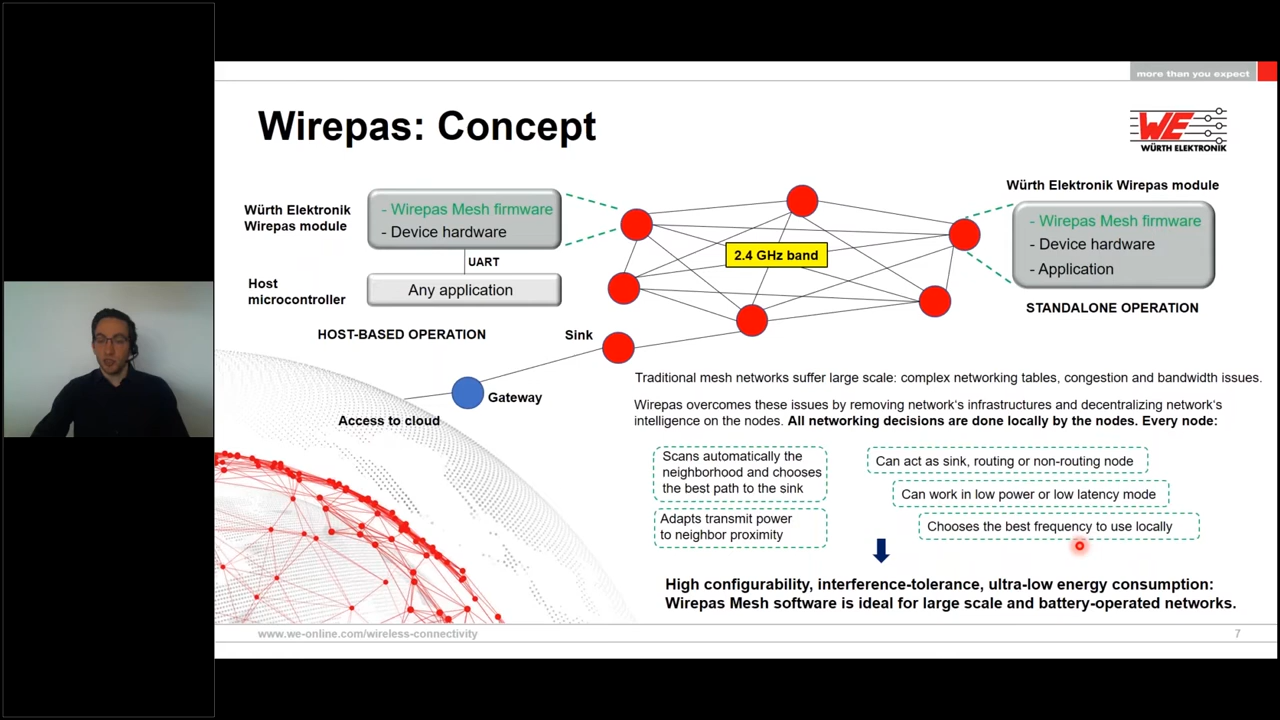 more than you expect
Wirepas: Concept
WE
WÜRTH ELEKTRONIK
Würth Elektronik
Wirepas module
- Wirepas Mesh firmware
- Device hardware
UART
Host
microcontroller
Any application
HOST-BASED OPERATION
2.4 GHz band
Würth Elektronik Wirepas module
- Wirepas Mesh firmware
- Device hardware
- Application
STANDALONE OPERATION
Sink
Gateway
Access to cloud
Traditional mesh networks suffer large scale: complex networking tables, congestion and bandwidth issues.
Wirepas overcomes these issues by removing network‘s infrastructures and decentralizing network‘s
intelligence on the nodes. All networking decisions are done locally by the nodes. Every node:
Scans automatically the
neighborhood and chooses
the best path to the sink
Adapts transmit power
to neighbor proximity
Can act as sink, routing or non-routing node
Can work in low power or low latency mode
Chooses the best frequency to use locally
High configurability, interference-tolerance, ultra-low energy consumption:
Wirepas Mesh software is ideal for large scale and battery-operated networks.
www.we-online.com/wireless-connectivity
7